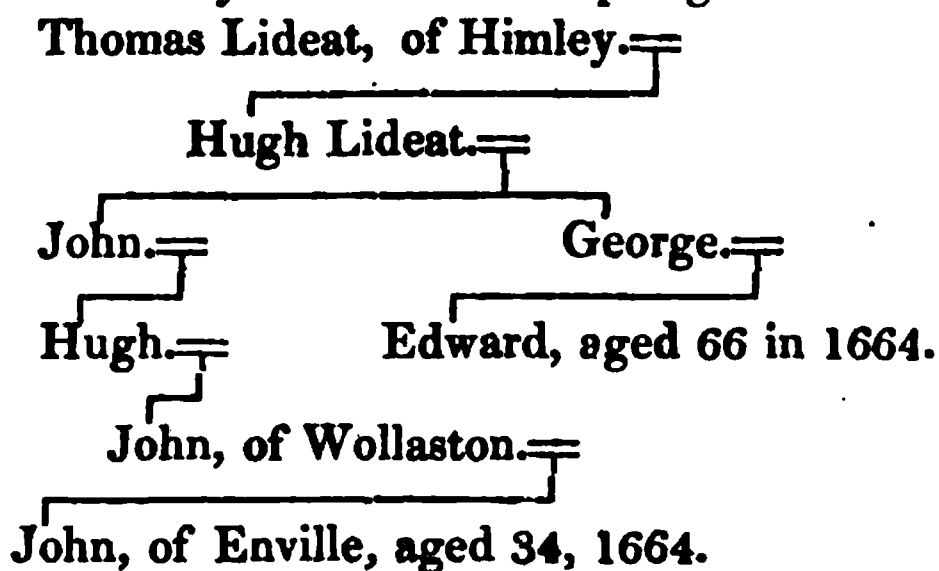 Thomas Lideat, of Himley.
Hugh Lideat.
John. George.
Hugh. Edward, aged 66 in 1664.
John, of Wollaston.
John, of Enville, aged 34, 1664.